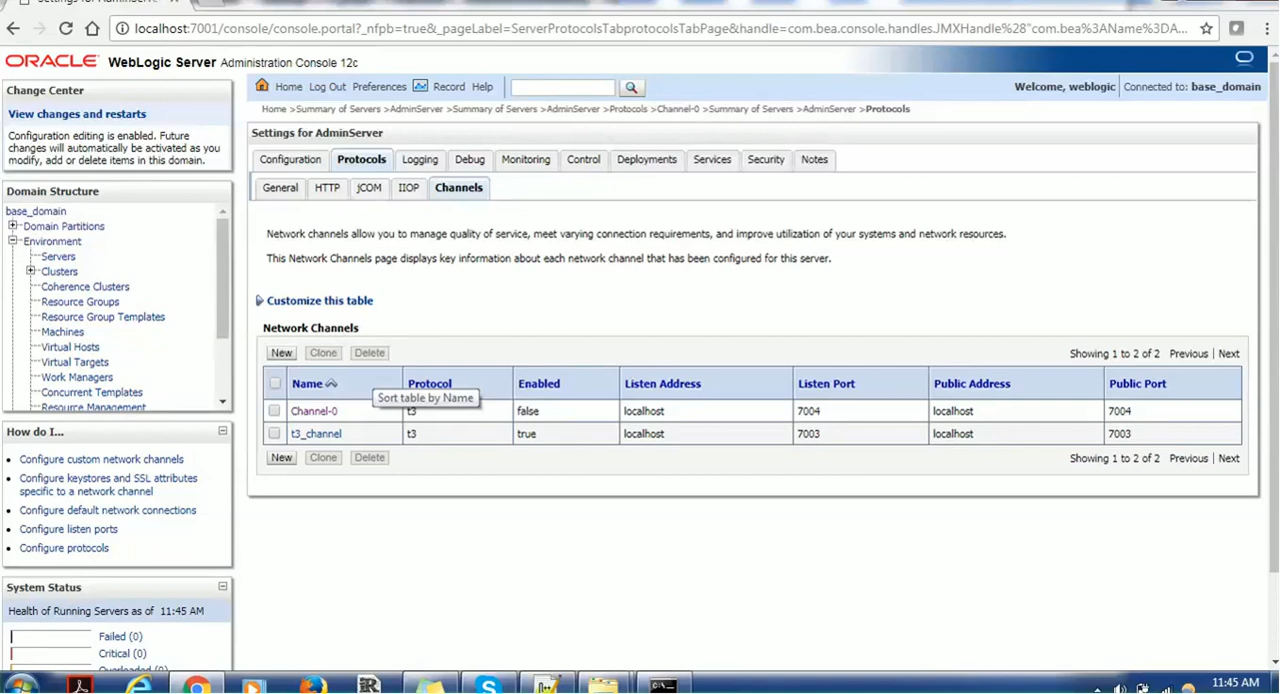 localhost:7001/console/console.portal?_nfpb=true&_pageLabel=ServerProtocolsTabprotocolsTabPage&handle=com.bea.console.handles.JMXHandle%28"com.bea%3AName%3DA...
ORACLE WebLogic Server Administration Console 12c
Change Center
View changes and restarts
Configuration editing is enabled. Future
changes will automatically be activated as you
modify, add or delete items in this domain.
Domain Structure
base_domain
Domain Partitions
Environment
Servers
Clusters
Coherence Clusters
Resource Groups
Resource Group Templates
Machines
Virtual Hosts
Virtual Targets
Work Managers
Concurrent Templates
Resource Management
How do I...
Configure custom network channels
Configure keystores and SSL attributes
specific to a network channel
Configure default network connections
Configure listen ports
Configure protocols
System Status
Health of Running Servers as of 11:45 AM
Failed (0)
Critical (0)
Overloaded (0)
Home Log Out Preferences Record Help
Welcome, weblogic Connected to: base_domain
Home >Summary of Servers >AdminServer >Summary of Servers >AdminServer >Protocols >Channel-0 >Summary of Servers >AdminServer >Protocols
Settings for AdminServer
Configuration Protocols Logging Debug Monitoring Control Deployments Services Security Notes
General HTTP jCOM IIOP Channels
Network channels allow you to manage quality of service, meet varying connection requirements, and improve utilization of your systems and network resources.
This Network Channels page displays key information about each network channel that has been configured for this server.
Customize this table
Network Channels
New Clone Delete Showing 1 to 2 of 2 Previous | Next
Name Protocol Enabled Listen Address Listen Port Public Address Public Port
Sort table by Name
Channel-0 t3 false localhost 7004 localhost 7004
t3_channel t3 true localhost 7003 localhost 7003
New Clone Delete Showing 1 to 2 of 2 Previous | Next
11:45 AM